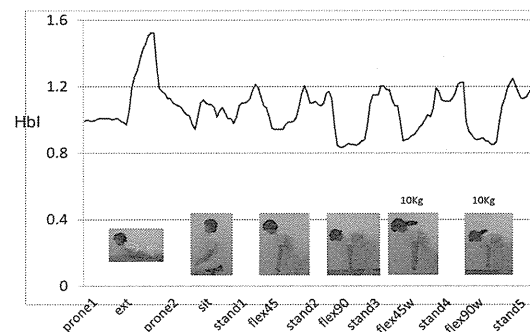 1.6
1.2
HbI
0.8
0.4
0
10Kg
10Kg
prone1
ext
prone2
sit
stand1
flex45
stand2
flex90
stand3
flex45w
stand4
flex90w
stand5